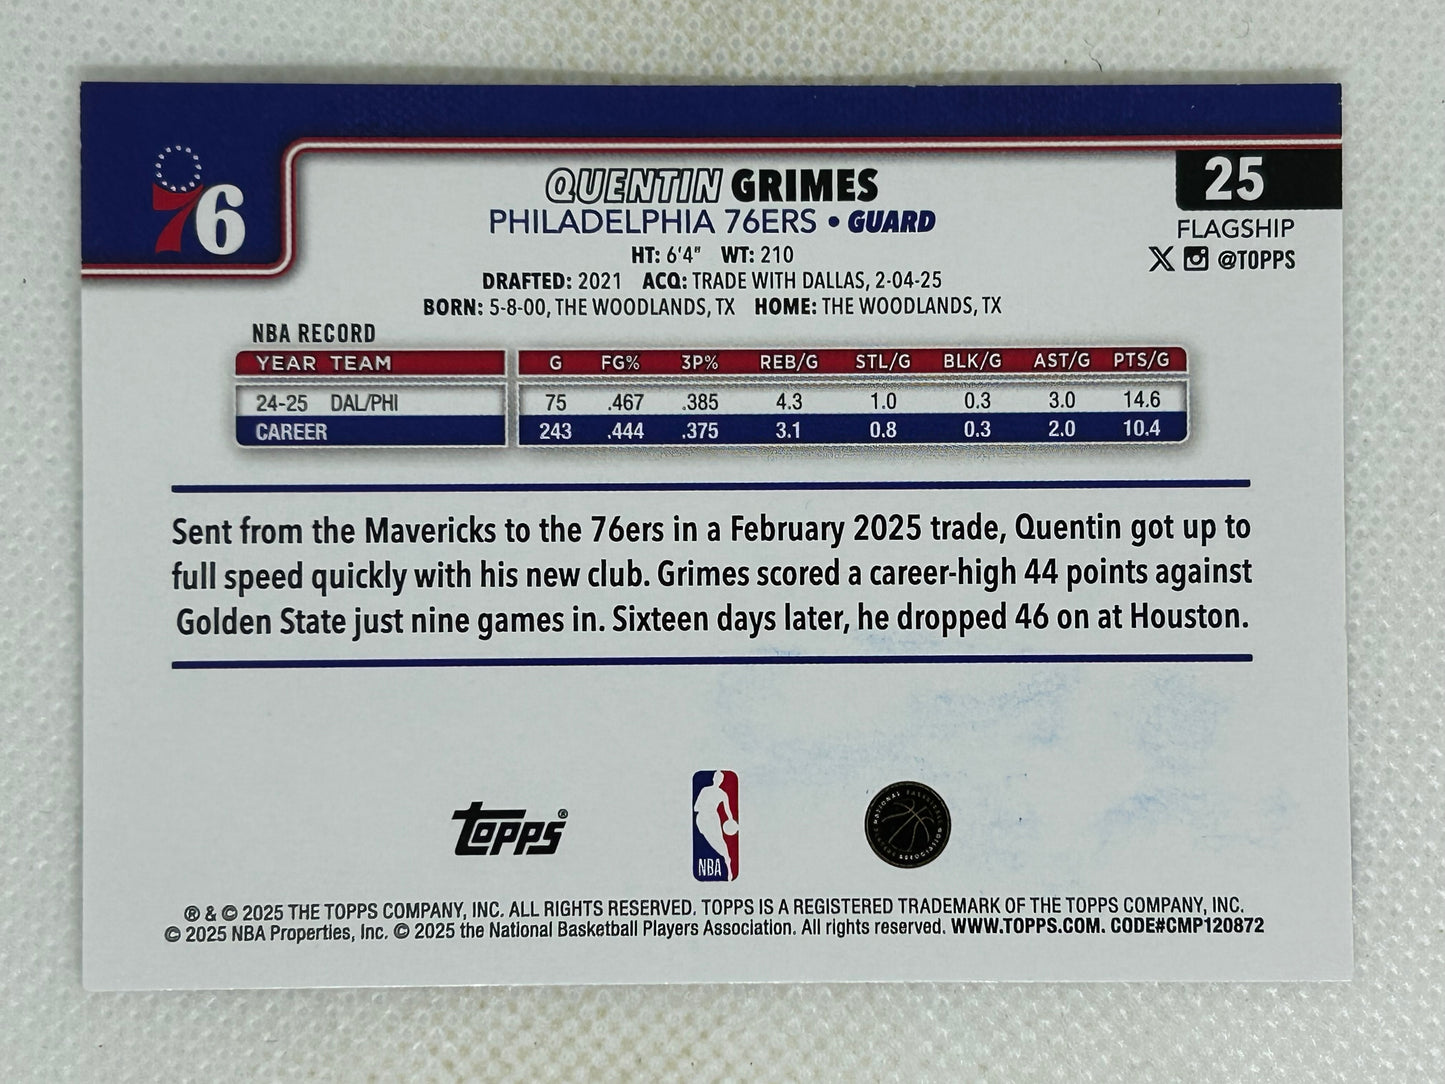 76
QUENTIN GRIMES
PHILADELPHIA 76ERS • GUARD
HT: 6'4" WT: 210
DRAFTED: 2021 ACQ: TRADE WITH DALLAS, 2-04-25
BORN: 5-8-00, THE WOODLANDS, TX HOME: THE WOODLANDS, TX
25
FLAGSHIP
X @TOPPS
NBA RECORD
YEAR TEAM G FG% 3P% REB/G STL/G BLK/G AST/G PTS/G
24-25 DAL/PHI 75 .467 .385 4.3 1.0 0.3 3.0 14.6
CAREER 243 .444 .375 3.1 0.8 0.3 2.0 10.4
Sent from the Mavericks to the 76ers in a February 2025 trade, Quentin got up to
full speed quickly with his new club. Grimes scored a career-high 44 points against
Golden State just nine games in. Sixteen days later, he dropped 46 on at Houston.
Topps®
NBA
NATIONAL BASKETBALL PLAYERS ASSOCIATION
® & © 2025 THE TOPPS COMPANY, INC. ALL RIGHTS RESERVED. TOPPS IS A REGISTERED TRADEMARK OF THE TOPPS COMPANY, INC.
© 2025 NBA Properties, Inc. © 2025 the National Basketball Players Association. All rights reserved. WWW.TOPPS.COM. CODE#CMP120872